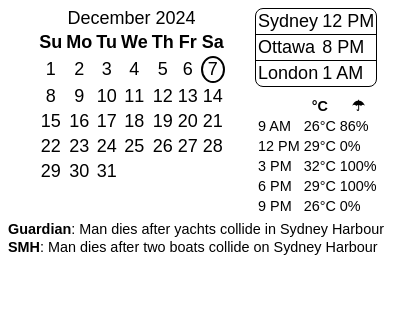 December 2024
Su Mo Tu We Th Fr Sa
1 2 3 4 5 6 7
8 9 10 11 12 13 14
15 16 17 18 19 20 21
22 23 24 25 26 27 28
29 30 31
Sydney 12 PM
Ottawa 8 PM
London 1 AM
°C ☂
9 AM 26°C 86%
12 PM 29°C 0%
3 PM 32°C 100%
6 PM 29°C 100%
9 PM 26°C 0%
Guardian: Man dies after yachts collide in Sydney Harbour
SMH: Man dies after two boats collide on Sydney Harbour